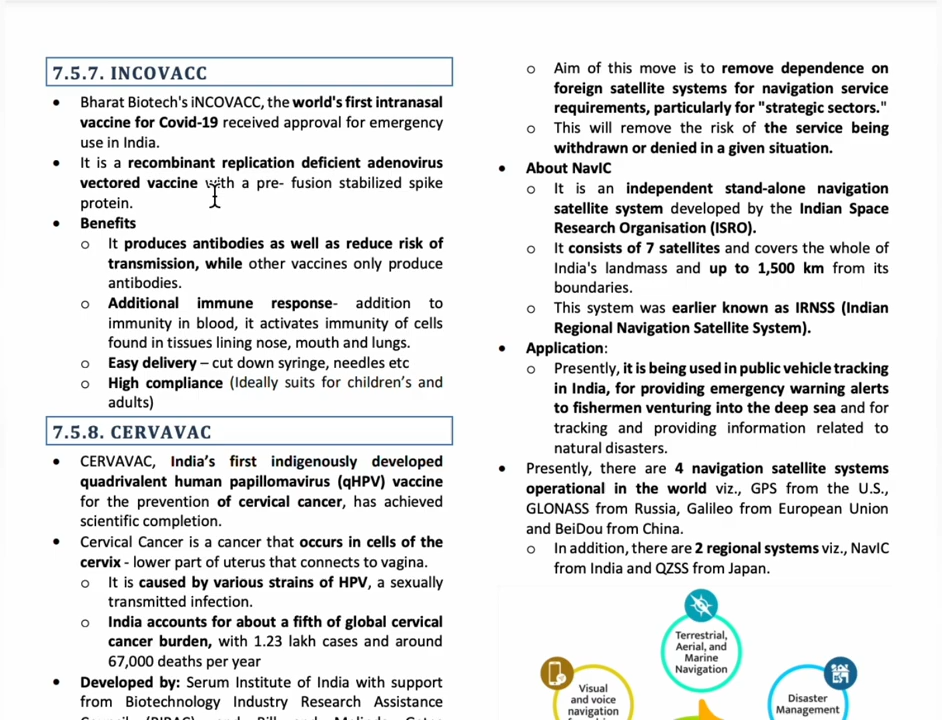 7.5.7. INCOVACC
• Bharat Biotech's iNCOVACC, the world's first intranasal
vaccine for Covid-19 received approval for emergency
use in India.
• It is a recombinant replication deficient adenovirus
vectored vaccine with a pre- fusion stabilized spike
protein.
• Benefits
o It produces antibodies as well as reduce risk of
transmission, while other vaccines only produce
antibodies.
o Additional immune response- addition to
immunity in blood, it activates immunity of cells
found in tissues lining nose, mouth and lungs.
o Easy delivery – cut down syringe, needles etc
o High compliance (Ideally suits for children's and
adults)
7.5.8. CERVAVAC
• CERVAVAC, India's first indigenously developed
quadrivalent human papillomavirus (qHPV) vaccine
for the prevention of cervical cancer, has achieved
scientific completion.
• Cervical Cancer is a cancer that occurs in cells of the
cervix - lower part of uterus that connects to vagina.
o It is caused by various strains of HPV, a sexually
transmitted infection.
o India accounts for about a fifth of global cervical
cancer burden, with 1.23 lakh cases and around
67,000 deaths per year
• Developed by: Serum Institute of India with support
from Biotechnology Industry Research Assistance
o Aim of this move is to remove dependence on
foreign satellite systems for navigation service
requirements, particularly for "strategic sectors."
o This will remove the risk of the service being
withdrawn or denied in a given situation.
• About NavIC
o It is an independent stand-alone navigation
satellite system developed by the Indian Space
Research Organisation (ISRO).
o It consists of 7 satellites and covers the whole of
India's landmass and up to 1,500 km from its
boundaries.
o This system was earlier known as IRNSS (Indian
Regional Navigation Satellite System).
• Application:
o Presently, it is being used in public vehicle tracking
in India, for providing emergency warning alerts
to fishermen venturing into the deep sea and for
tracking and providing information related to
natural disasters.
• Presently, there are 4 navigation satellite systems
operational in the world viz., GPS from the U.S.,
GLONASS from Russia, Galileo from European Union
and BeiDou from China.
o In addition, there are 2 regional systems viz., NavIC
from India and QZSS from Japan.
Terrestrial,
Aerial, and
Marine
Navigation
Visual
and voice
navigation
Disaster
Management